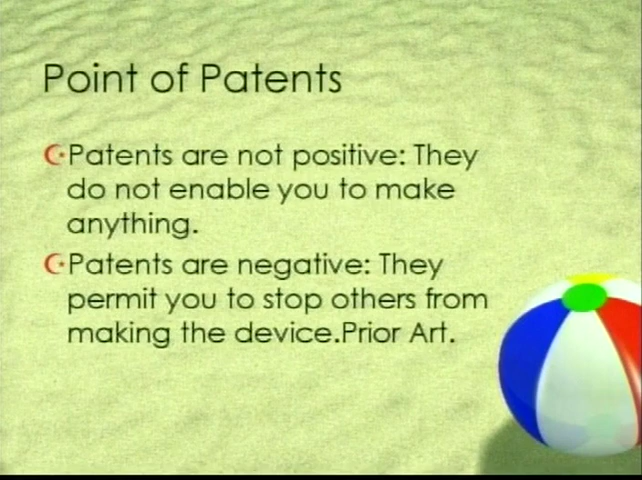 Point of Patents
Patents are not positive: They
do not enable you to make
anything.
Patents are negative: They
permit you to stop others from
making the device.Prior Art.